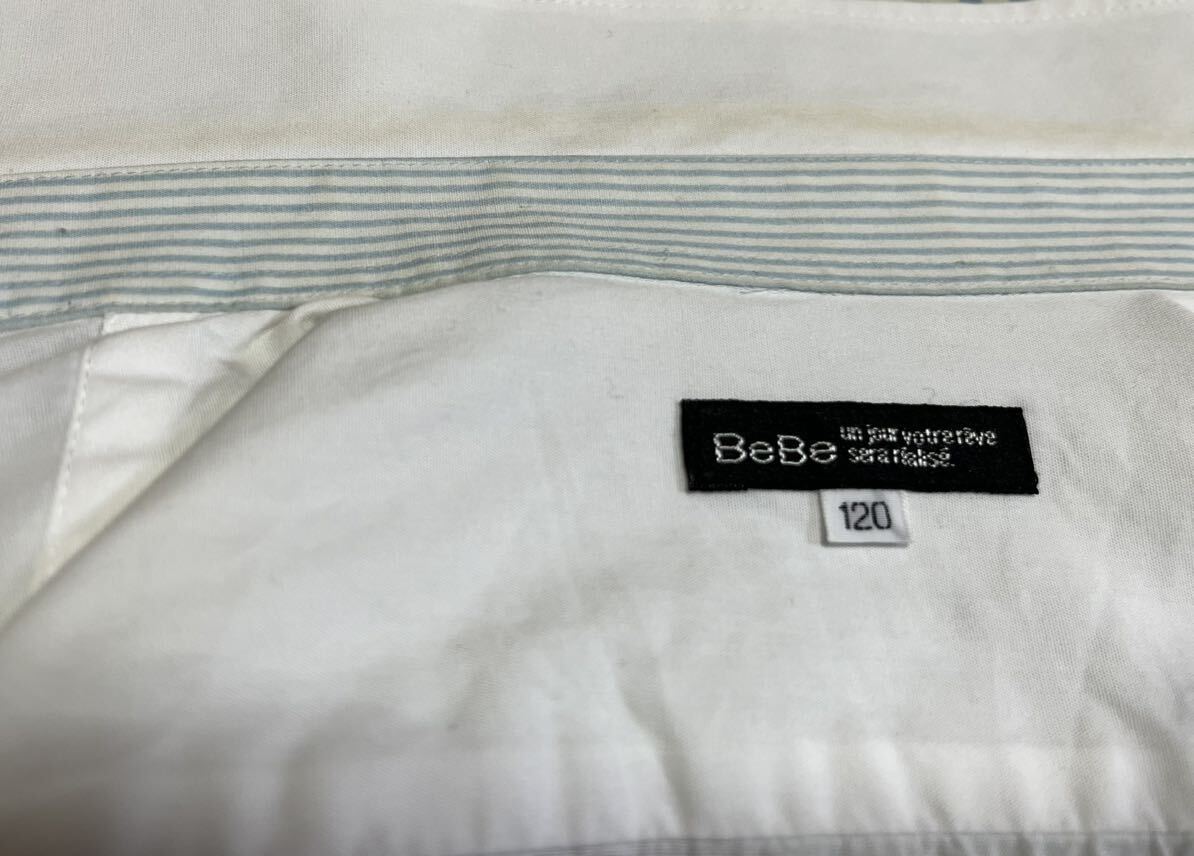 BeBe
un jour votre rêve
sera réalisé.
120